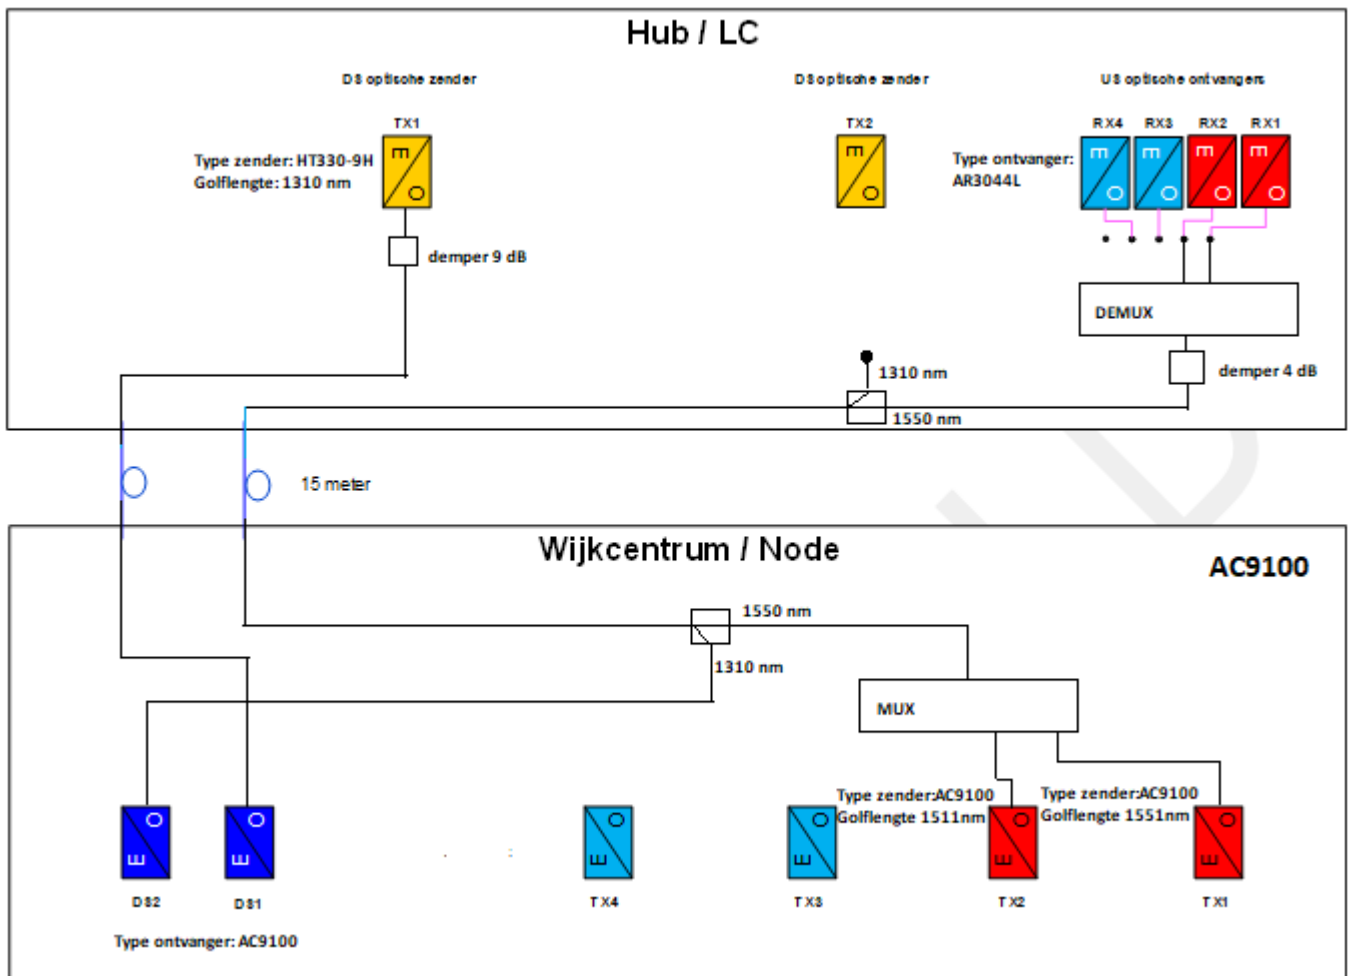 Hub / LC
DS optische zender
DS optische zender
US optische ontvangers
TX1
TX2
RX4
RX3
RX2
RX1
E
O
E
O
E
O
E
O
E
O
E
O
Type zender: HT330-9H
Golflengte: 1310 nm
Type ontvanger:
AR3044L
demper 9 dB
DEMUX
1310 nm
demper 4 dB
1550 nm
15 meter
Wijkcentrum / Node
AC9100
1550 nm
1310 nm
MUX
Type zender:AC9100
Golflengte 1511nm
Type zender:AC9100
Golflengte 1551nm
O
E
O
E
O
E
O
E
O
E
O
E
DS2
DS1
TX4
TX3
TX2
TX1
Type ontvanger: AC9100